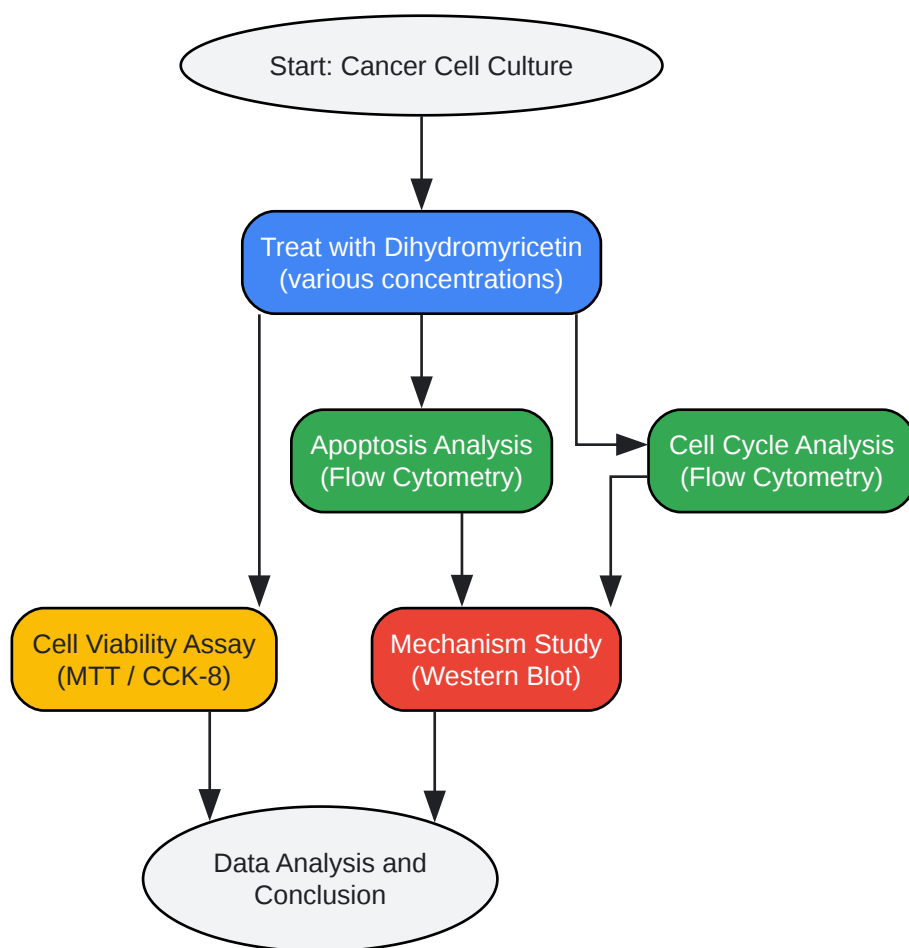 Start: Cancer Cell Culture
Treat with Dihydromyricetin
(various concentrations)
Apoptosis Analysis
(Flow Cytometry)
Cell Cycle Analysis
(Flow Cytometry)
Cell Viability Assay
(MTT / CCK-8)
Mechanism Study
(Western Blot)
Data Analysis and
Conclusion